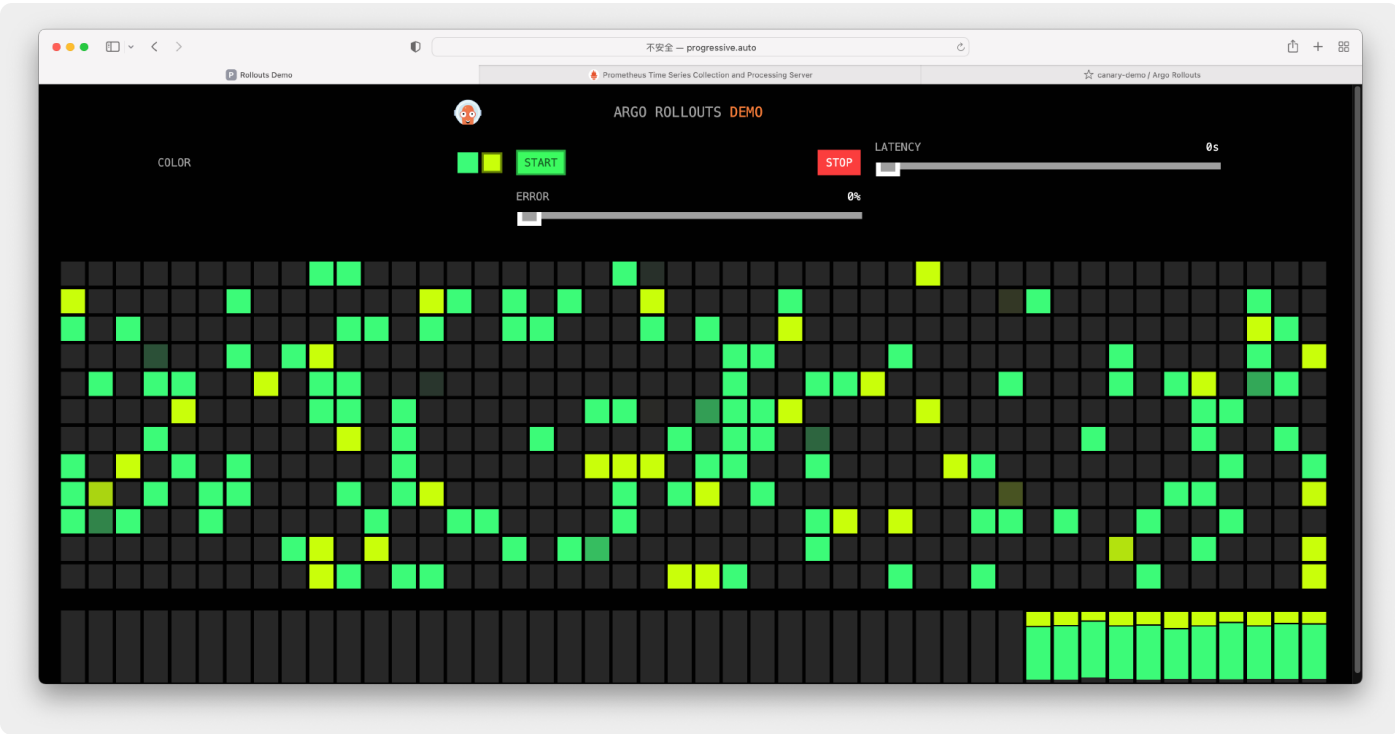 不安全 — progressive.auto
P Rollouts Demo
Prometheus Time Series Collection and Processing Server
canary-demo / Argo Rollouts
ARGO ROLLOUTS DEMO
COLOR
START
STOP
LATENCY
0s
ERROR
0%